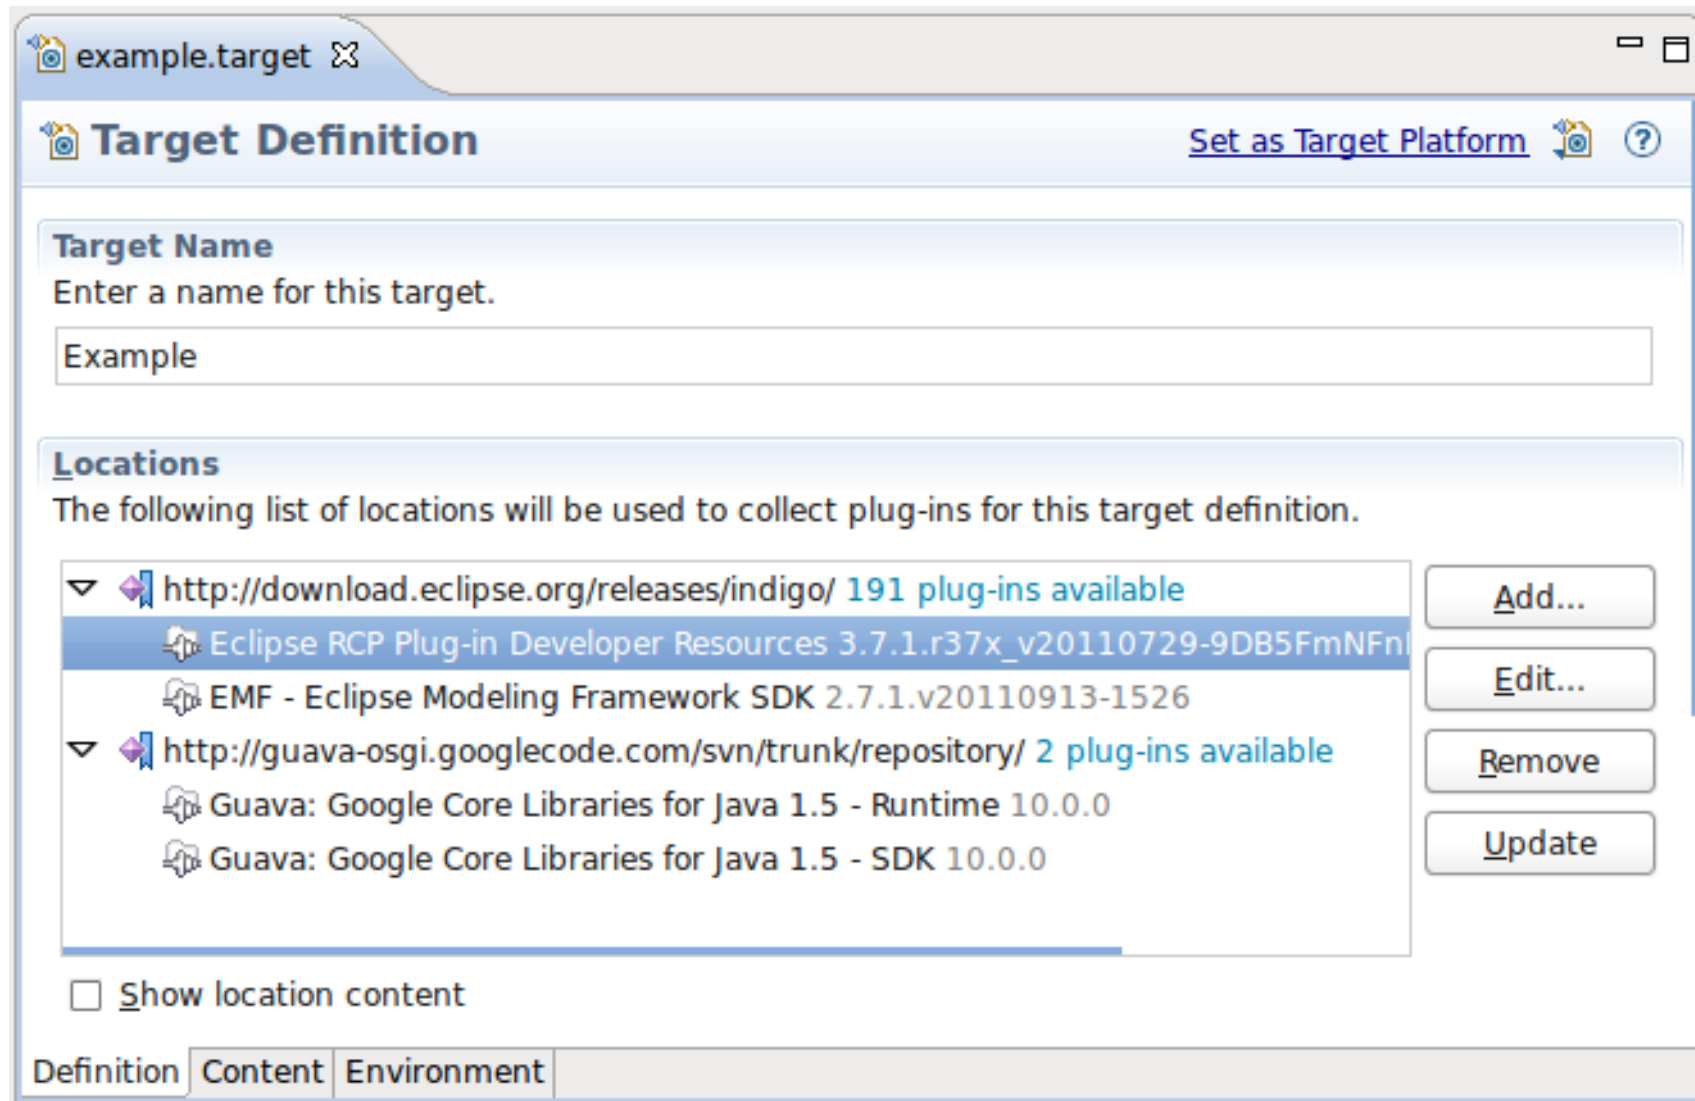 example.target
Target Definition
Set as Target Platform
Target Name
Enter a name for this target.
Example
Locations
The following list of locations will be used to collect plug-ins for this target definition.
http://download.eclipse.org/releases/indigo/ 191 plug-ins available
Eclipse RCP Plug-in Developer Resources 3.7.1.r37x_v20110729-9DB5FmNFn
EMF - Eclipse Modeling Framework SDK 2.7.1.v20110913-1526
http://guava-osgi.googlecode.com/svn/trunk/repository/ 2 plug-ins available
Guava: Google Core Libraries for Java 1.5 - Runtime 10.0.0
Guava: Google Core Libraries for Java 1.5 - SDK 10.0.0
Add...
Edit...
Remove
Update
Show location content
Definition
Content
Environment